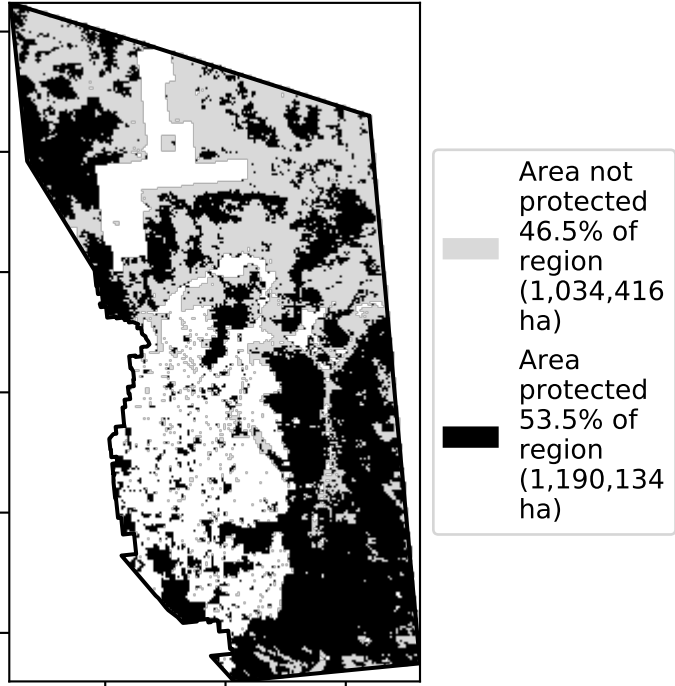 Area not
protected
46.5% of
region
(1,034,416
ha)
Area
protected
53.5% of
region
(1,190,134
ha)